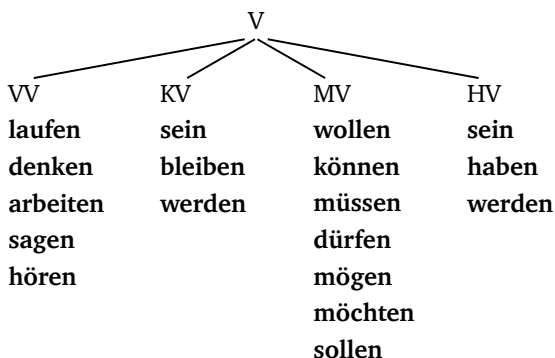 V
VV KV MV HV
laufen sein wollen sein
denken bleiben können haben
arbeiten werden müssen werden
sagen dürfen
hören mögen
möchten
sollen